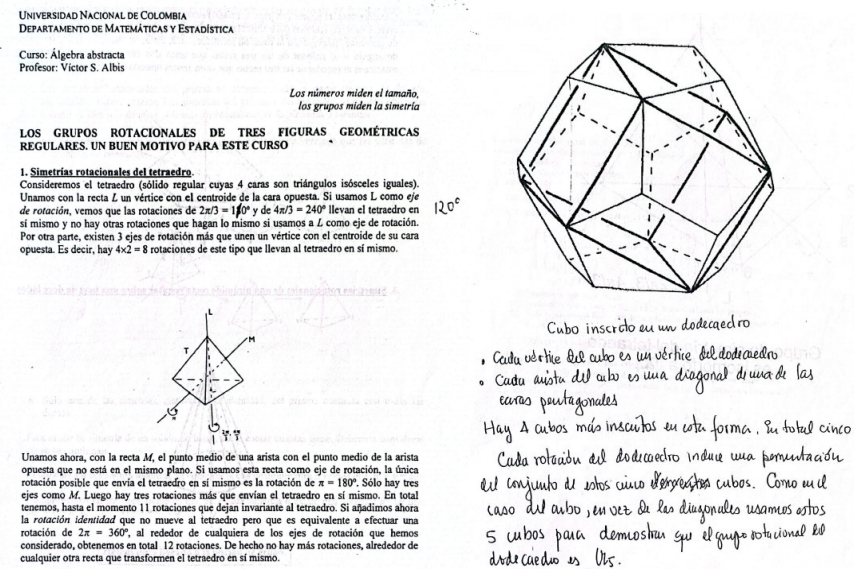 UNIVERSIDAD NACIONAL DE COLOMBIA
DEPARTAMENTO DE MATEMÁTICAS Y ESTADÍSTICA
Curso: Álgebra abstracta
Profesor: Víctor S. Albis
Los números miden el tamaño,
los grupos miden la simetría
LOS GRUPOS ROTACIONALES DE TRES FIGURAS GEOMÉTRICAS
REGULARES. UN BUEN MOTIVO PARA ESTE CURSO
1. Simetrías rotacionales del tetraedro.
Consideremos el tetraedro (sólido regular cuyas 4 caras son triángulos isósceles iguales).
Unamos con la recta L un vértice con el centroide de la cara opuesta. Si usamos L como eje
de rotación, vemos que las rotaciones de 2π/3 = 180° y de 4π/3 = 240° llevan el tetraedro en
sí mismo y no hay otras rotaciones que hagan lo mismo si usamos a L como eje de rotación.
Por otra parte, existen 3 ejes de rotación más que unen un vértice con el centroide de su cara
opuesta. Es decir, hay 4×2 = 8 rotaciones de este tipo que llevan al tetraedro en sí mismo.
120°
L
M
T
π
Unamos ahora, con la recta M, el punto medio de una arista con el punto medio de la arista
opuesta que no está en el mismo plano. Si usamos esta recta como eje de rotación, la única
rotación posible que envía el tetraedro en sí mismo es la rotación de π = 180°. Sólo hay tres
ejes como M. Luego hay tres rotaciones más que envían el tetraedro en sí mismo. En total
tenemos, hasta el momento 11 rotaciones que dejan invariante al tetraedro. Si añadimos ahora
la rotación identidad que no mueve al tetraedro pero que es equivalente a efectuar una
rotación de 2π = 360°, al rededor de cualquiera de los ejes de rotación que hemos
considerado, obtenemos en total 12 rotaciones. De hecho no hay más rotaciones, alrededor de
cualquier otra recta que transformen el tetraedro en sí mismo.
Cubo inscrito en un dodecaedro
• Cada vértice del cubo es un vértice del dodecaedro
• Cada arista del cubo es una diagonal de una de las
caras pentagonales
Hay 4 cubos más inscritos en esta forma. En total cinco
Cada rotación del dodecaedro induce una permutación
del conjunto de estos cinco cubos. Como en el
caso del cubo, en vez de las diagonales usamos estos
5 cubos para demostrar que el grupo rotacional del
dodecaedro es